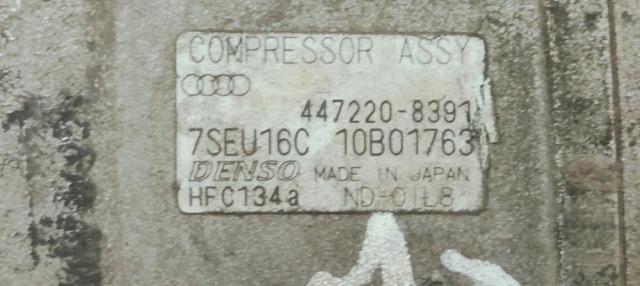 COMPRESSOR ASSY
447220-8391
7SEU16C 10B01763
DENSO MADE IN JAPAN
HFC134a ND-OIL8